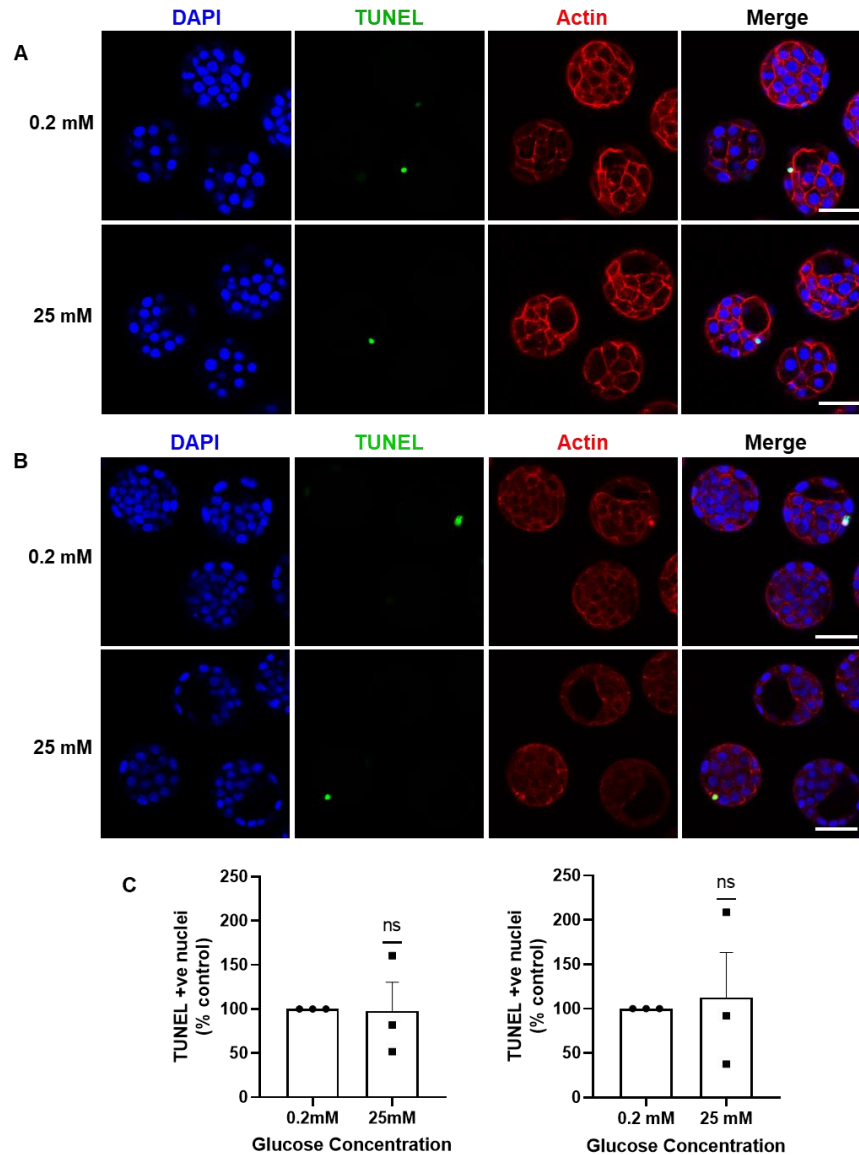 DAPI TUNEL Actin Merge
A
0.2 mM
25 mM
DAPI TUNEL Actin Merge
B
0.2 mM
25 mM
C
TUNEL +ve nuclei
(% control)
250
200
150
100
50
0
ns
0.2mM 25mM
Glucose Concentration
TUNEL +ve nuclei
(% control)
250
200
150
100
50
0
ns
0.2 mM 25 mM
Glucose Concentration